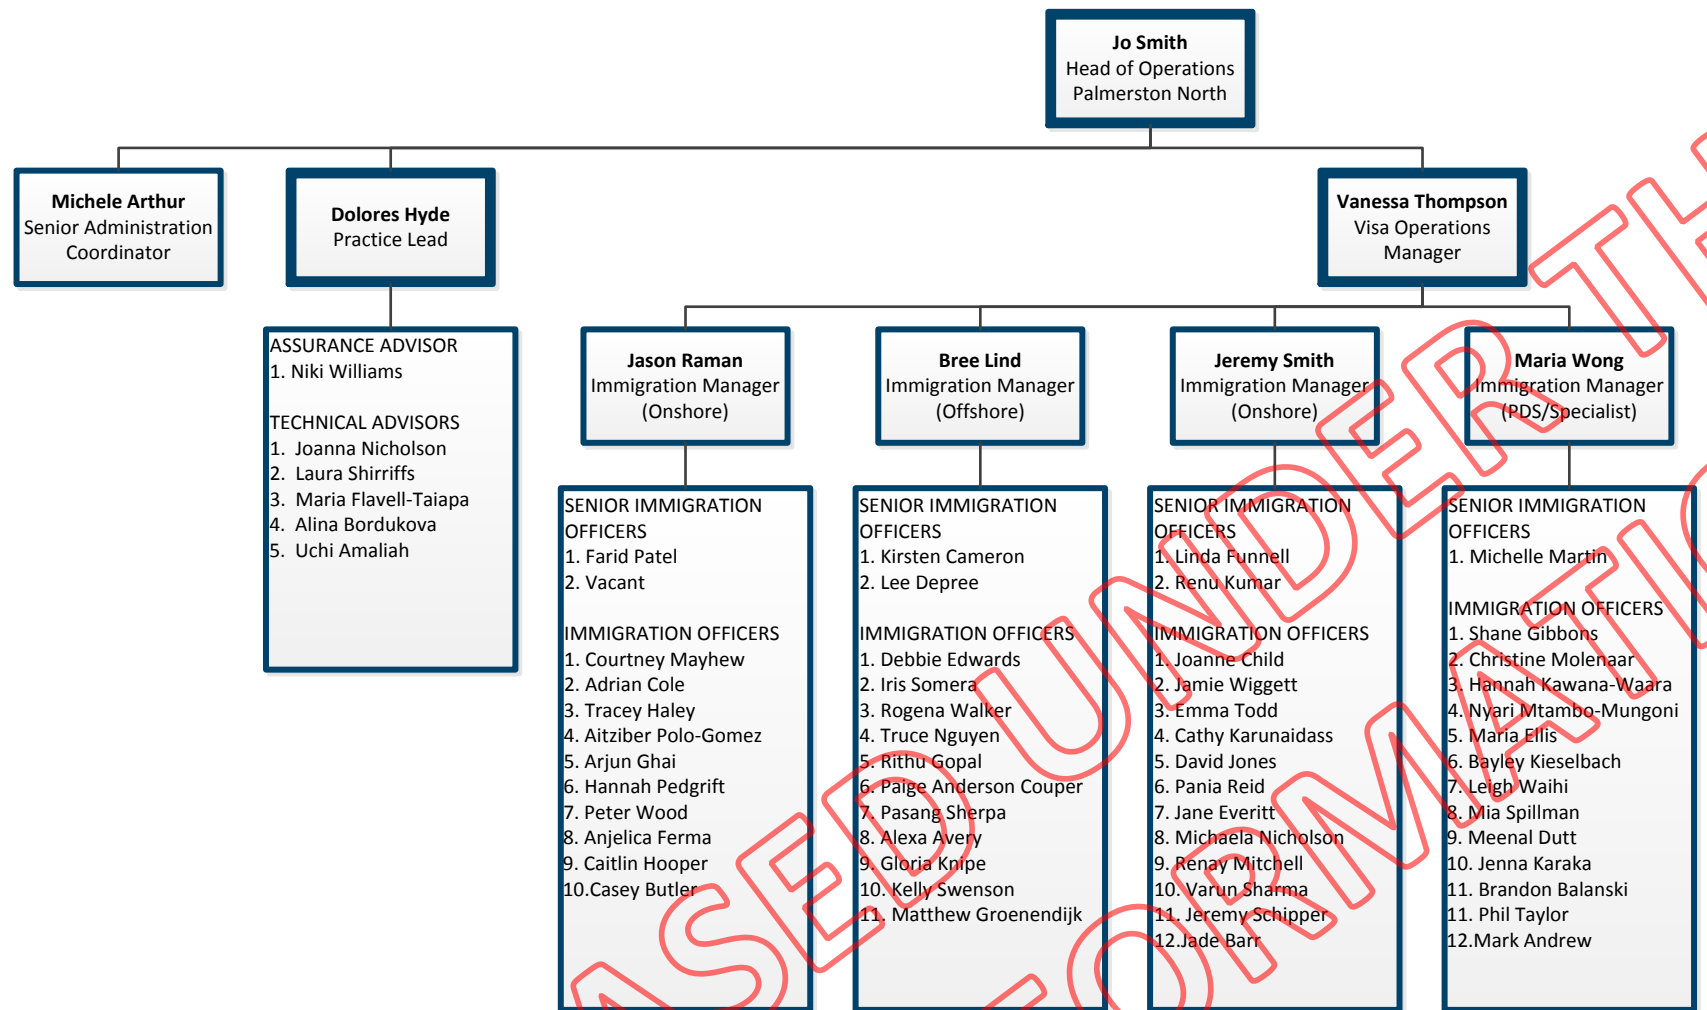 Jo Smith
Head of Operations
Palmerston North
Michele Arthur
Senior Administration
Coordinator
Dolores Hyde
Practice Lead
Vanessa Thompson
Visa Operations
Manager
ASSURANCE ADVISOR
1. Niki Williams
TECHNICAL ADVISORS
1. Joanna Nicholson
2. Laura Shirriffs
3. Maria Flavell-Taiapa
4. Alina Bordukova
5. Uchi Amaliah
Jason Raman
Immigration Manager
(Onshore)
Bree Lind
Immigration Manager
(Offshore)
Jeremy Smith
Immigration Manager
(Onshore)
Maria Wong
Immigration Manager
(PDS/Specialist)
SENIOR IMMIGRATION
OFFICERS
1. Farid Patel
2. Vacant
IMMIGRATION OFFICERS
1. Courtney Mayhew
2. Adrian Cole
3. Tracey Haley
4. Aitziber Polo-Gomez
5. Arjun Ghai
6. Hannah Pedgrift
7. Peter Wood
8. Anjelica Ferma
9. Caitlin Hooper
10.Casey Butler
SENIOR IMMIGRATION
OFFICERS
1. Kirsten Cameron
2. Lee Depree
IMMIGRATION OFFICERS
1. Debbie Edwards
2. Iris Somera
3. Rogena Walker
4. Truce Nguyen
5. Rithu Gopal
6. Paige Anderson Couper
7. Pasang Sherpa
8. Alexa Avery
9. Gloria Knipe
10. Kelly Swenson
11. Matthew Groenendijk
SENIOR IMMIGRATION
OFFICERS
1. Linda Funnell
2. Renu Kumar
IMMIGRATION OFFICERS
1. Joanne Child
2. Jamie Wiggett
3. Emma Todd
4. Cathy Karunaidass
5. David Jones
6. Pania Reid
7. Jane Everitt
8. Michaela Nicholson
9. Renay Mitchell
10. Varun Sharma
11. Jeremy Schipper
12.Jade Barr
SENIOR IMMIGRATION
OFFICERS
1. Michelle Martin
IMMIGRATION OFFICERS
1. Shane Gibbons
2. Christine Molenaar
3. Hannah Kawana-Waara
4. Nyari Mtambo-Mungoni
5. Maria Ellis
6. Bayley Kieselbach
7. Leigh Waihi
8. Mia Spillman
9. Meenal Dutt
10. Jenna Karaka
11. Brandon Balanski
11. Phil Taylor
12.Mark Andrew
ASED UNDER TH
FORMATIO